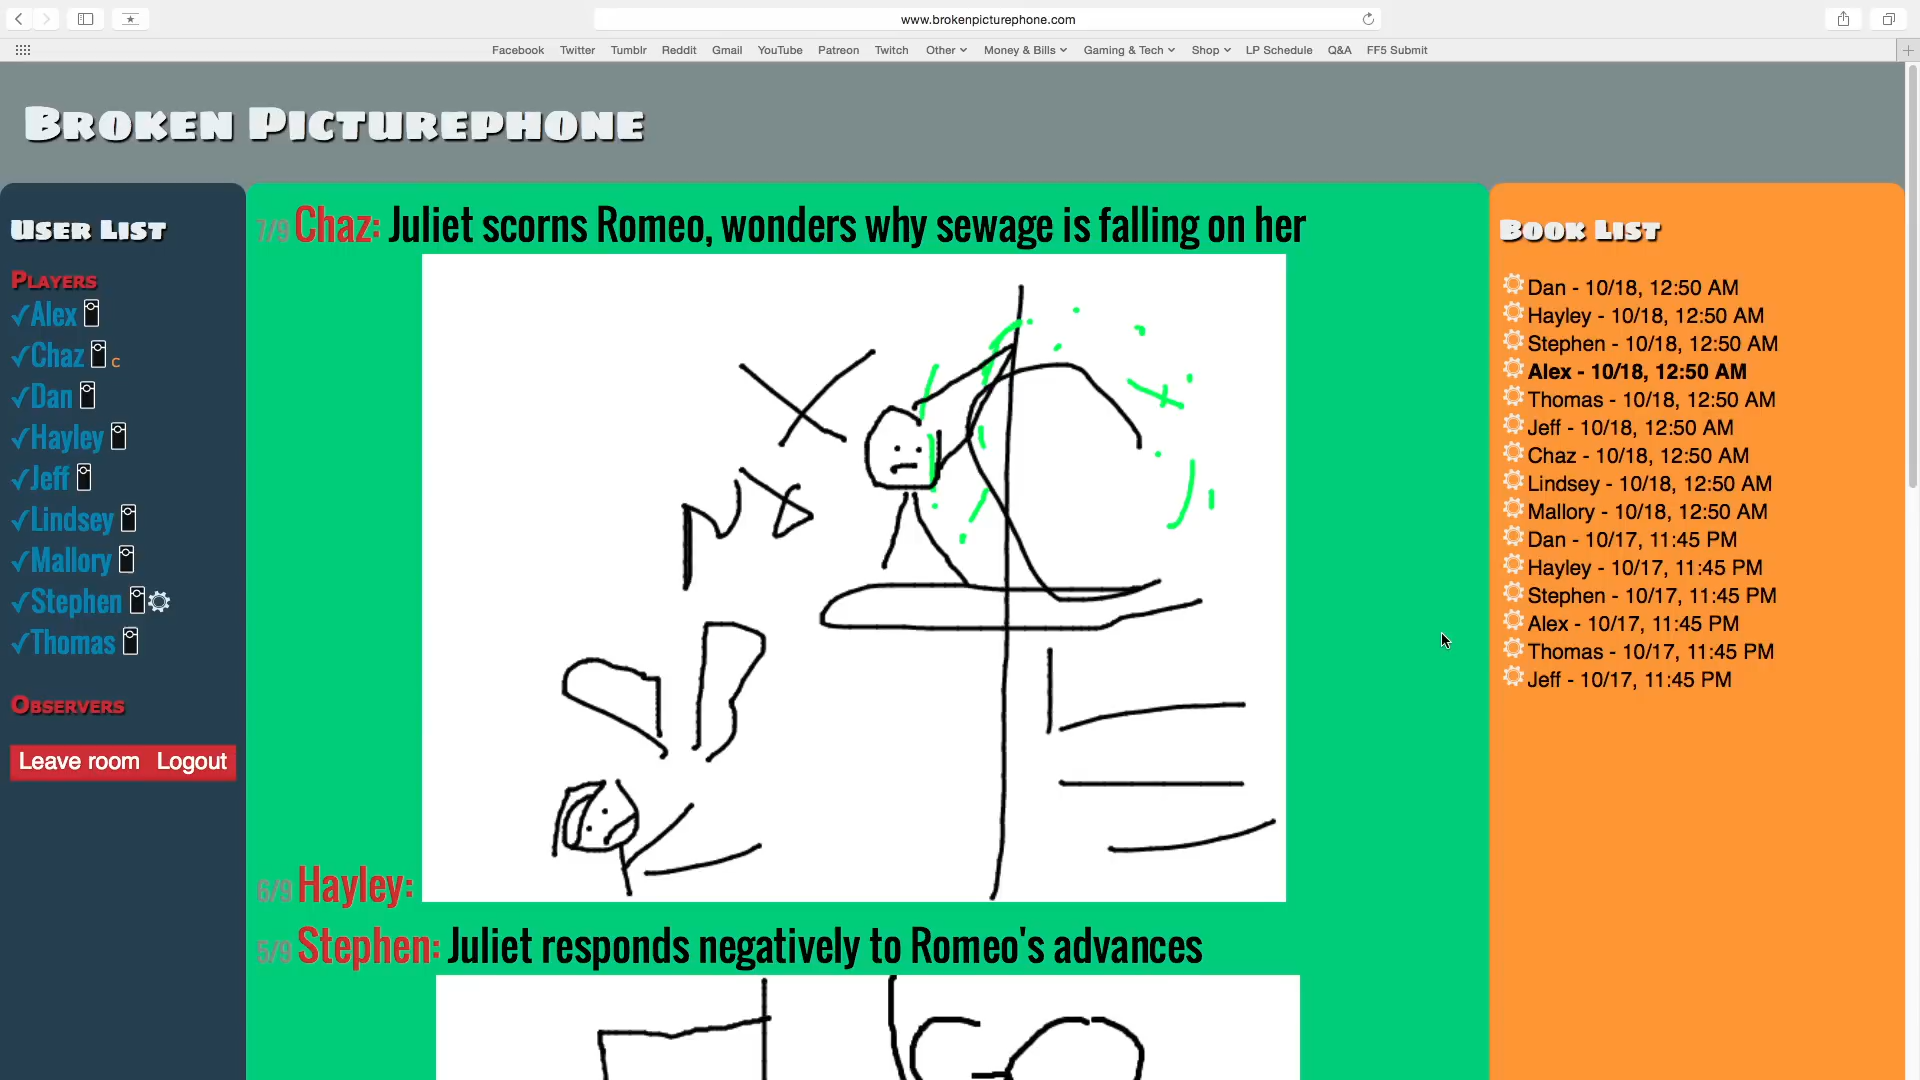 www.brokenpicturephone.com
Facebook Twitter Tumblr Reddit Gmail YouTube Patreon Twitch Other Money & Bills Gaming & Tech Shop LP Schedule Q&A FF5 Submit
Broken Picturephone
User List
Players
✓Alex
✓Chaz c
✓Dan
✓Hayley
✓Jeff
✓Lindsey
✓Mallory
✓Stephen
✓Thomas
Observers
Leave room Logout
7/9 Chaz: Juliet scorns Romeo, wonders why sewage is falling on her
6/9 Hayley:
5/9 Stephen: Juliet responds negatively to Romeo's advances
Book List
Dan - 10/18, 12:50 AM
Hayley - 10/18, 12:50 AM
Stephen - 10/18, 12:50 AM
Alex - 10/18, 12:50 AM
Thomas - 10/18, 12:50 AM
Jeff - 10/18, 12:50 AM
Chaz - 10/18, 12:50 AM
Lindsey - 10/18, 12:50 AM
Mallory - 10/18, 12:50 AM
Dan - 10/17, 11:45 PM
Hayley - 10/17, 11:45 PM
Stephen - 10/17, 11:45 PM
Alex - 10/17, 11:45 PM
Thomas - 10/17, 11:45 PM
Jeff - 10/17, 11:45 PM